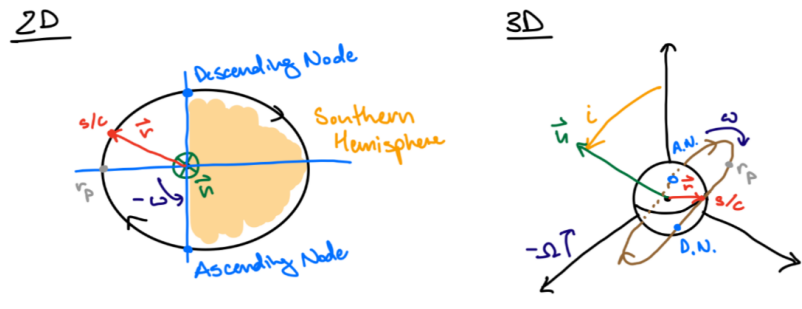 2D
Descending Node
s/c
r⃗
Southern
Hemisphere
r_p
-ω
h⃗
Ascending Node
3D
i
h⃗
A.N.
ω
r_p
r⃗
s/c
D.N.
-Ω